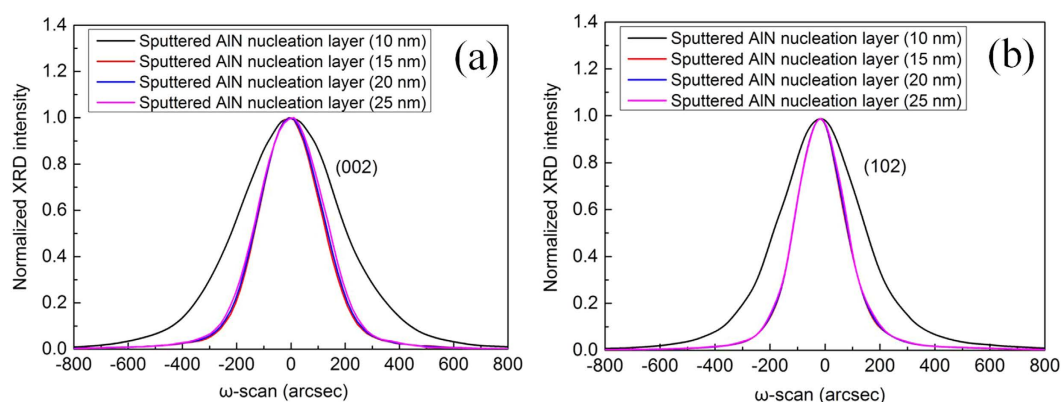 1.4
Sputtered AlN nucleation layer (10 nm)
Sputtered AlN nucleation layer (15 nm)
Sputtered AlN nucleation layer (20 nm)
Sputtered AlN nucleation layer (25 nm)
(a)
1.2
1.0
0.8
0.6
0.4
0.2
0.0
(002)
Normalized XRD intensity
-800 -600 -400 -200 0 200 400 600 800
ω-scan (arcsec)
1.4
Sputtered AlN nucleation layer (10 nm)
Sputtered AlN nucleation layer (15 nm)
Sputtered AlN nucleation layer (20 nm)
Sputtered AlN nucleation layer (25 nm)
(b)
1.2
1.0
0.8
0.6
0.4
0.2
0.0
(102)
Normalized XRD intensity
-800 -600 -400 -200 0 200 400 600 800
ω-scan (arcsec)